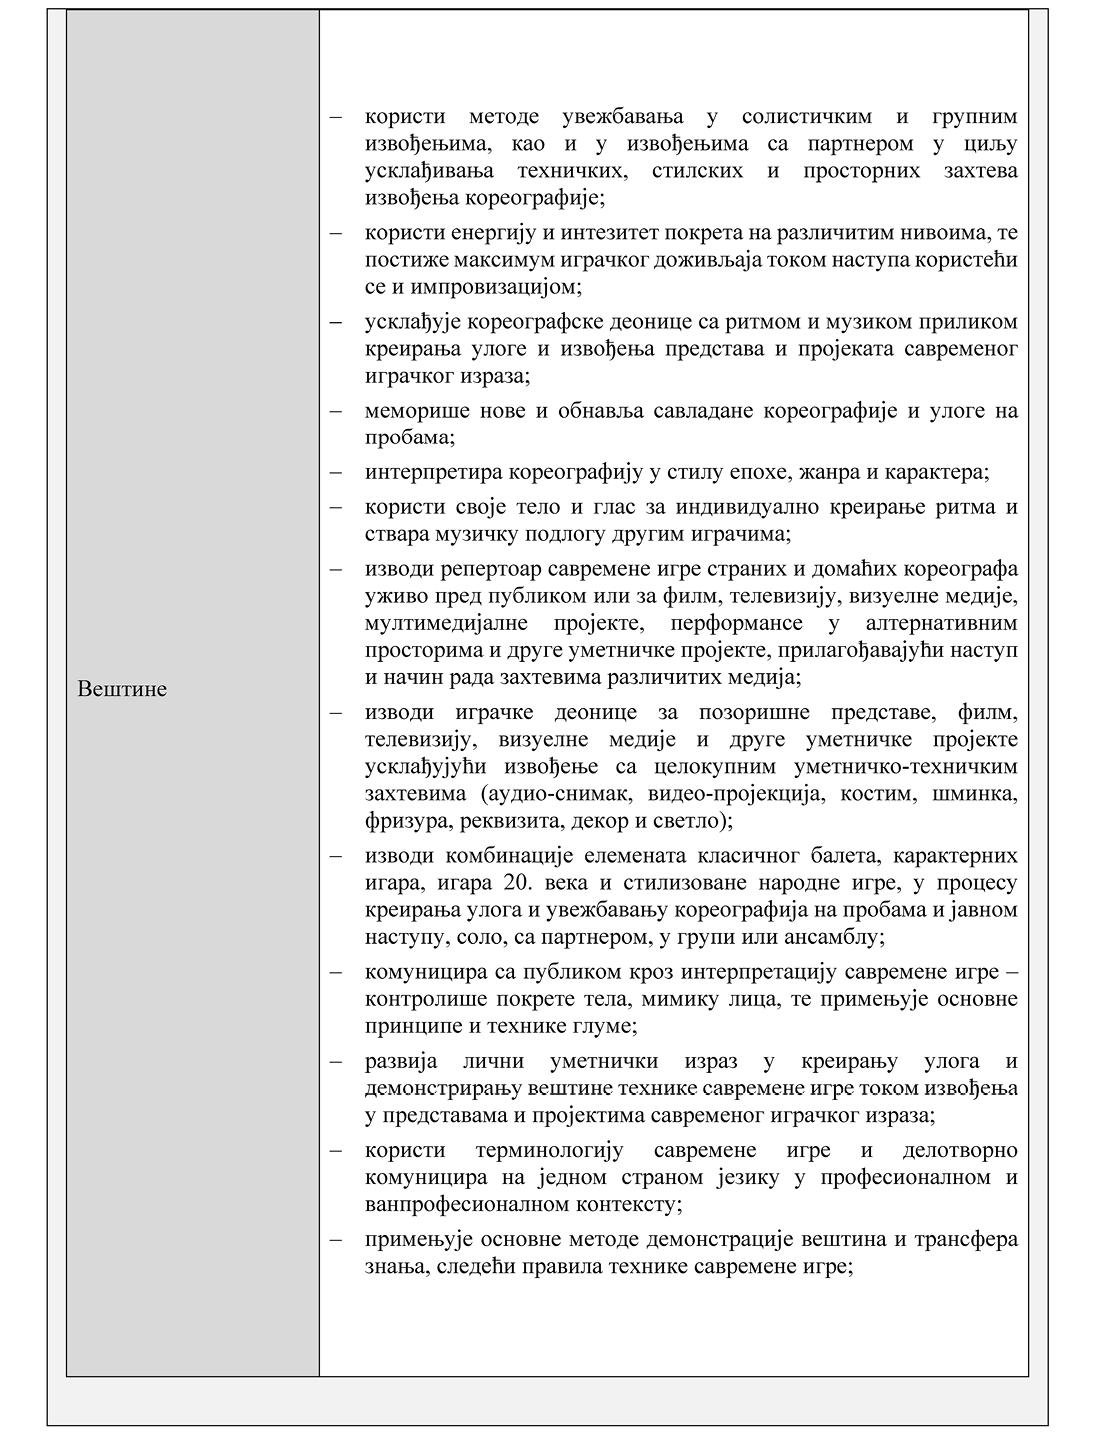 – користи методе увежбавања у солистичким и групним
извођењима, као и у извођењима са партнером у циљу
усклађивања техничких, стилских и просторних захтева
извођења кореографије;
– користи енергију и интезитет покрета на различитим нивоима, те
постиже максимум играчког доживљаја током наступа користећи
се и импровизацијом;
– усклађује кореографске деонице са ритмом и музиком приликом
креирања улоге и извођења представа и пројеката савременог
играчког израза;
– меморише нове и обнавља савладане кореографије и улоге на
пробама;
– интерпретира кореографију у стилу епохе, жанра и карактера;
– користи своје тело и глас за индивидуално креирање ритма и
ствара музичку подлогу другим играчима;
– изводи репертоар савремене игре страних и домаћих кореографа
уживо пред публиком или за филм, телевизију, визуелне медије,
мултимедијалне пројекте, перформансе у алтернативним
просторима и друге уметничке пројекте, прилагођавајући наступ
и начин рада захтевима различитих медија;
Вештине
– изводи играчке деонице за позоришне представе, филм,
телевизију, визуелне медије и друге уметничке пројекте
усклађујући извођење са целокупним уметничко-техничким
захтевима (аудио-снимак, видео-пројекција, костим, шминка,
фризура, реквизита, декор и светло);
– изводи комбинације елемената класичног балета, карактерних
игара, игара 20. века и стилизоване народне игре, у процесу
креирања улога и увежбавању кореографија на пробама и јавном
наступу, соло, са партнером, у групи или ансамблу;
– комуницира са публиком кроз интерпретацију савремене игре –
контролише покрете тела, мимику лица, те примењује основне
принципе и технике глуме;
– развија лични уметнички израз у креирању улога и
демонстрирању вештине технике савремене игре током извођења
у представама и пројектима савременог играчког израза;
– користи терминологију савремене игре и делотворно
комуницира на једном страном језику у професионалном и
ванпрофесионалном контексту;
– примењује основне методе демонстрације вештина и трансфера
знања, следећи правила технике савремене игре;